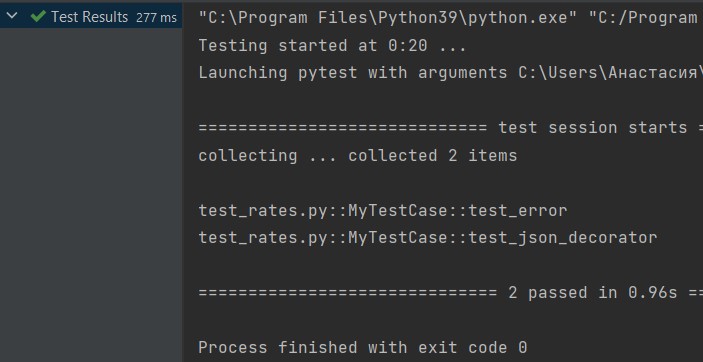 Test Results 277 ms
"C:\Program Files\Python39\python.exe" "C:/Program
Testing started at 0:20 ...
Launching pytest with arguments C:\Users\Анастасия\
============================ test session starts =
collecting ... collected 2 items
test_rates.py::MyTestCase::test_error
test_rates.py::MyTestCase::test_json_decorator
============================= 2 passed in 0.96s ==
Process finished with exit code 0